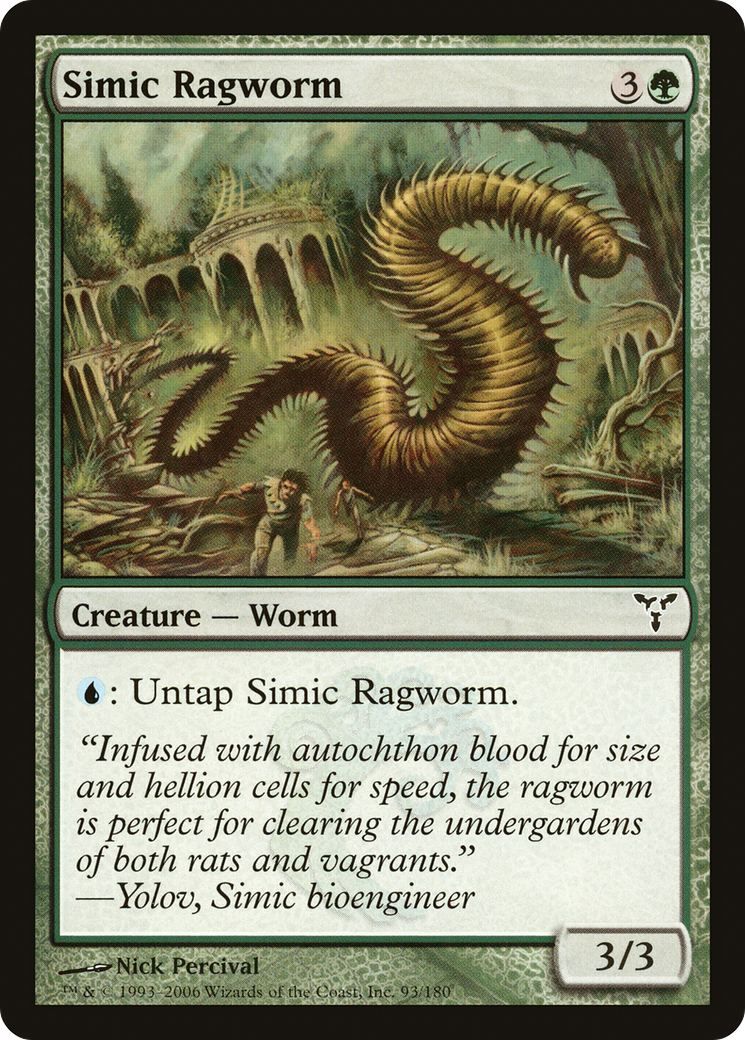 Simic Ragworm 3
Creature — Worm
: Untap Simic Ragworm.
“Infused with autochthon blood for size
and hellion cells for speed, the ragworm
is perfect for clearing the undergardens
of both rats and vagrants.”
—Yolov, Simic bioengineer
3/3
Nick Percival
™ & © 1993–2006 Wizards of the Coast, Inc. 93/180